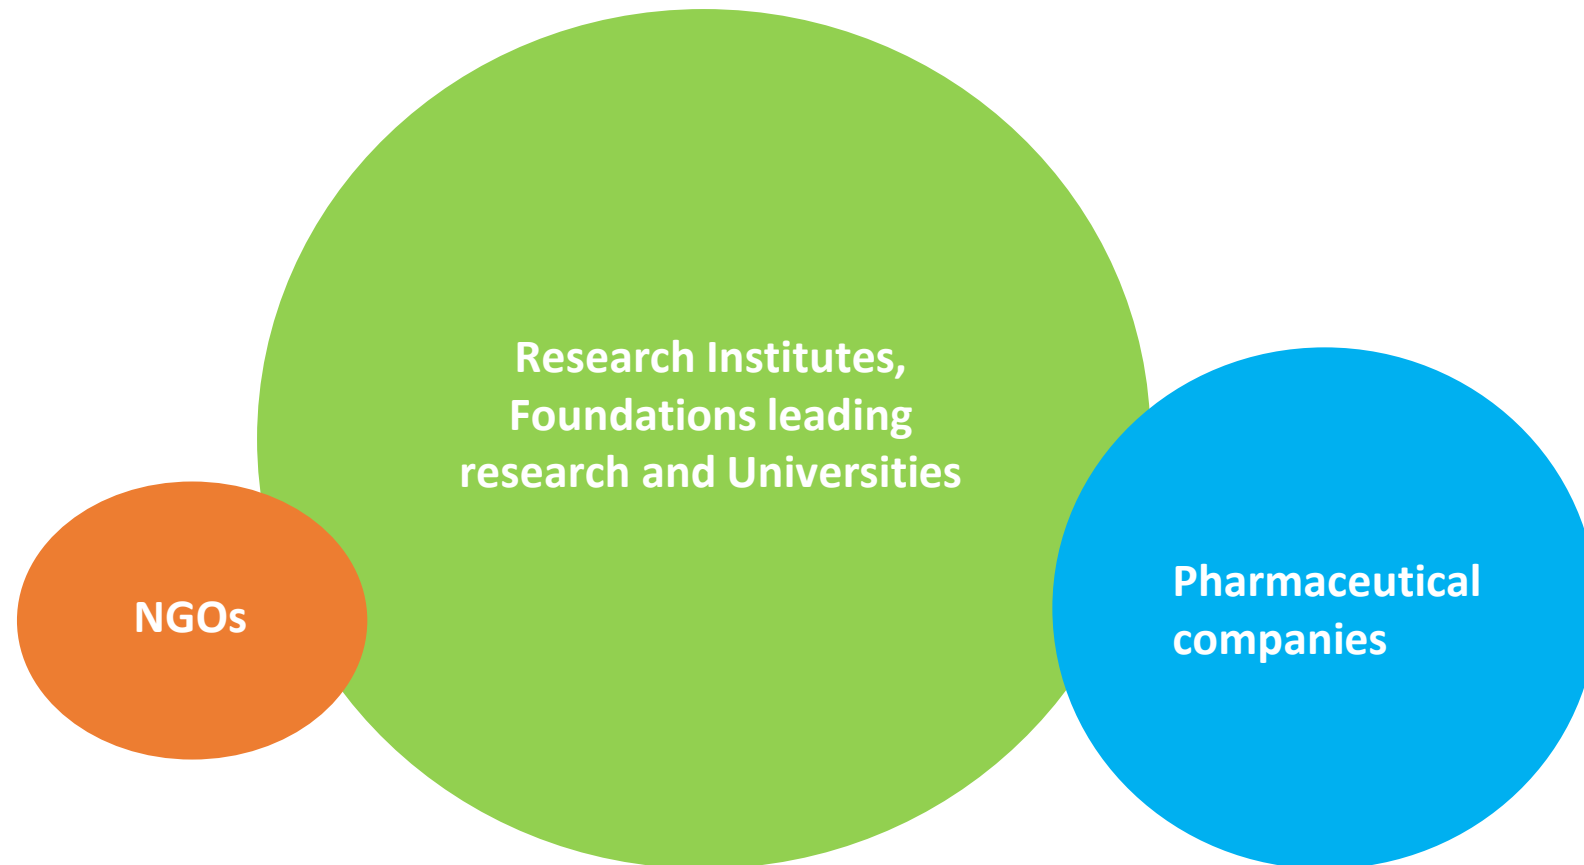 Research Institutes,
Foundations leading
research and Universities
NGOs
Pharmaceutical
companies